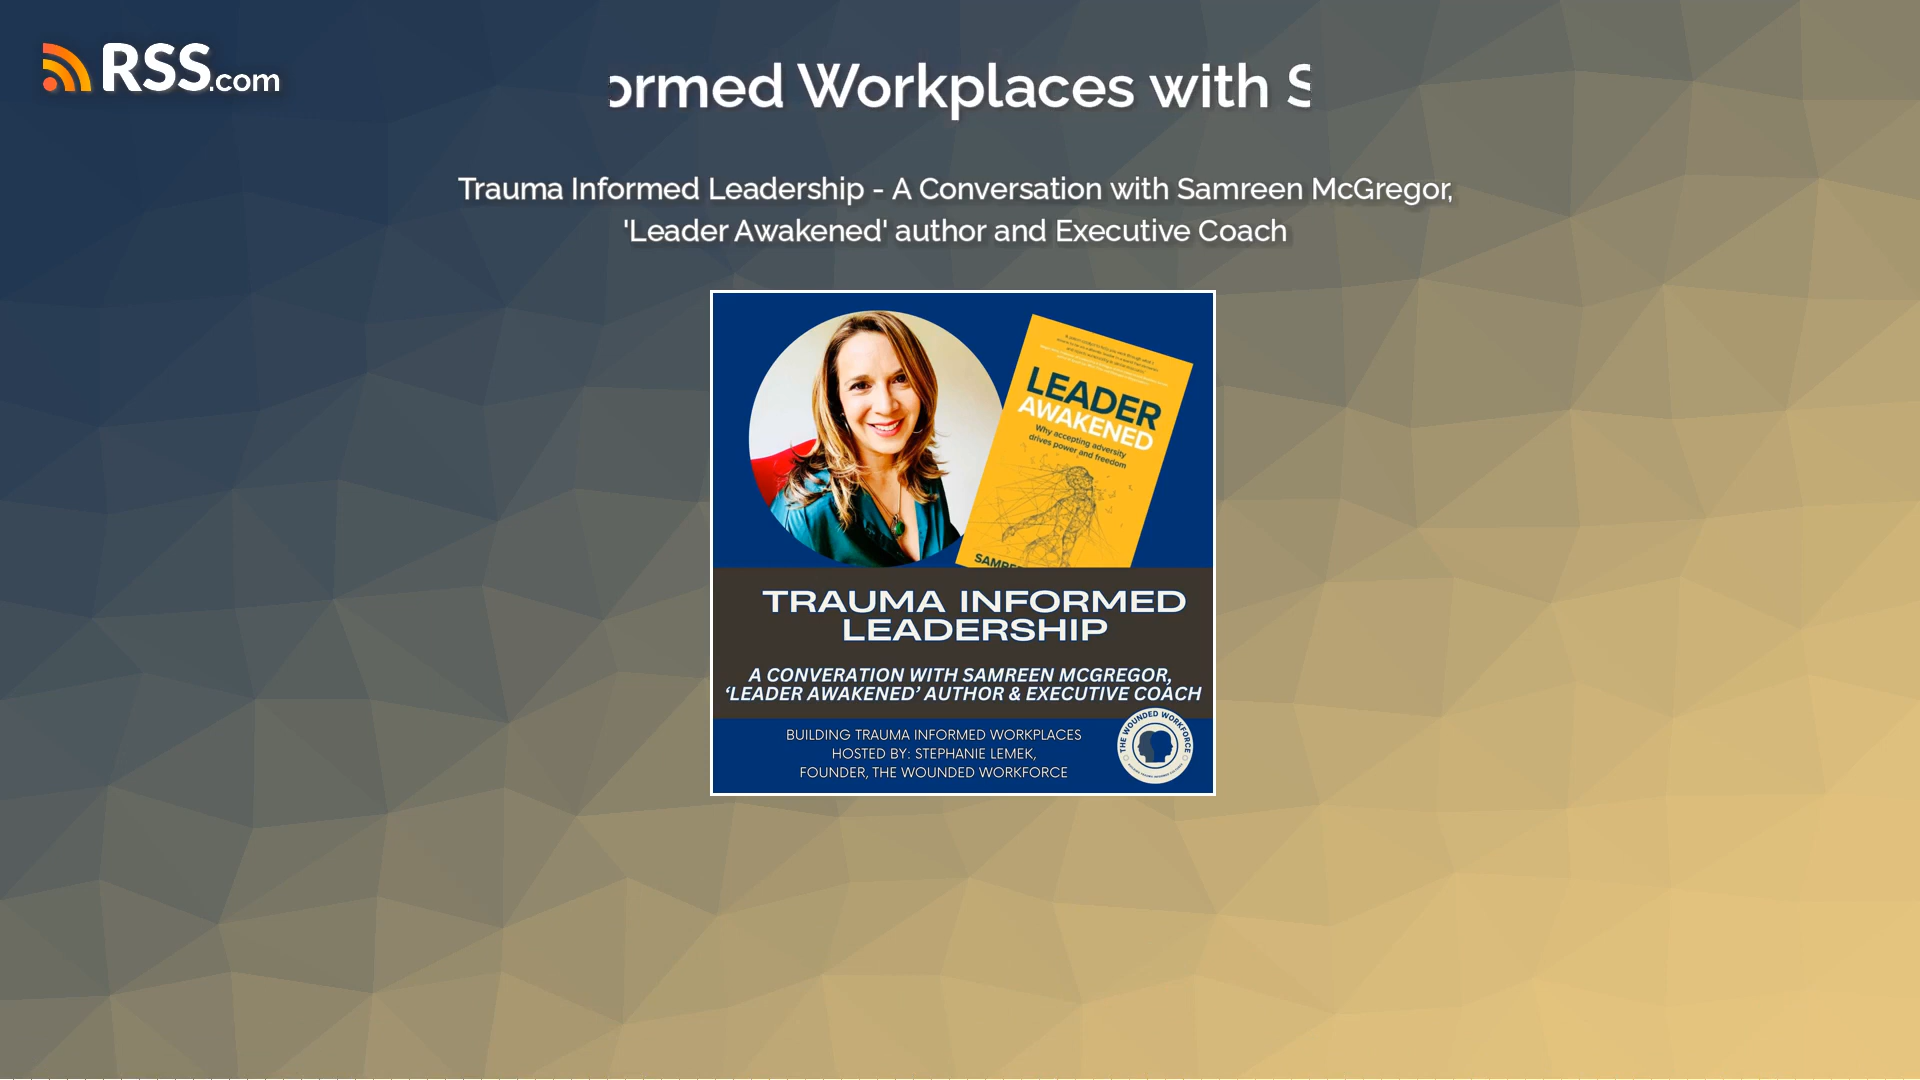 RSS.com
ormed Workplaces with S
Trauma Informed Leadership - A Conversation with Samreen McGregor,
'Leader Awakened' author and Executive Coach
LEADER
AWAKENED
Why accepting adversity
drives power and freedom
SAMRE
TRAUMA INFORMED
LEADERSHIP
A CONVERATION WITH SAMREEN MCGREGOR,
‘LEADER AWAKENED’ AUTHOR & EXECUTIVE COACH
BUILDING TRAUMA INFORMED WORKPLACES
HOSTED BY: STEPHANIE LEMEK,
FOUNDER, THE WOUNDED WORKFORCE
THE WOUNDED WORKFORCE